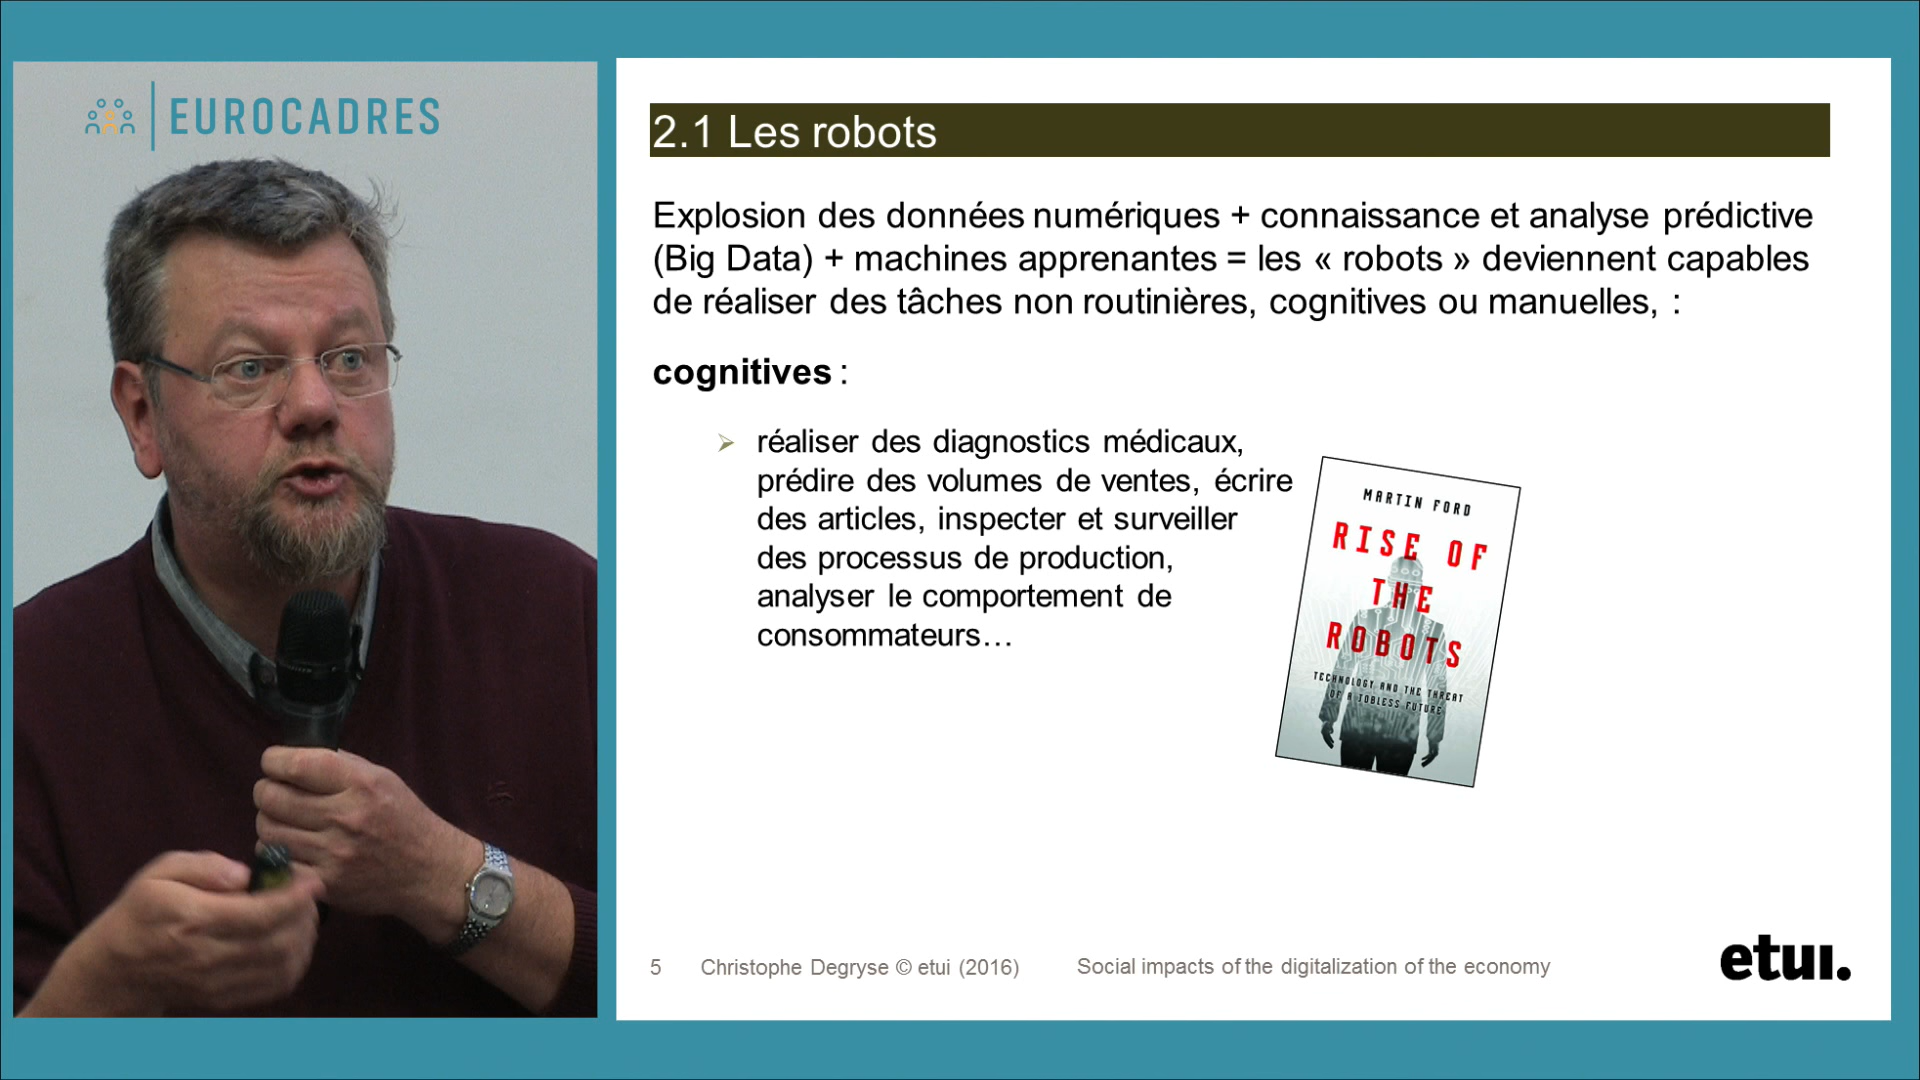 EUROCADRES
2.1 Les robots
Explosion des données numériques + connaissance et analyse prédictive
(Big Data) + machines apprenantes = les « robots » deviennent capables
de réaliser des tâches non routinières, cognitives ou manuelles, :
cognitives :
réaliser des diagnostics médicaux,
prédire des volumes de ventes, écrire
des articles, inspecter et surveiller
des processus de production,
analyser le comportement de
consommateurs…
MARTIN FORD
RISE OF
THE
ROBOTS
TECHNOLOGY AND THE THREAT
OF A JOBLESS FUTURE
5 Christophe Degryse © etui (2016) Social impacts of the digitalization of the economy
etui.